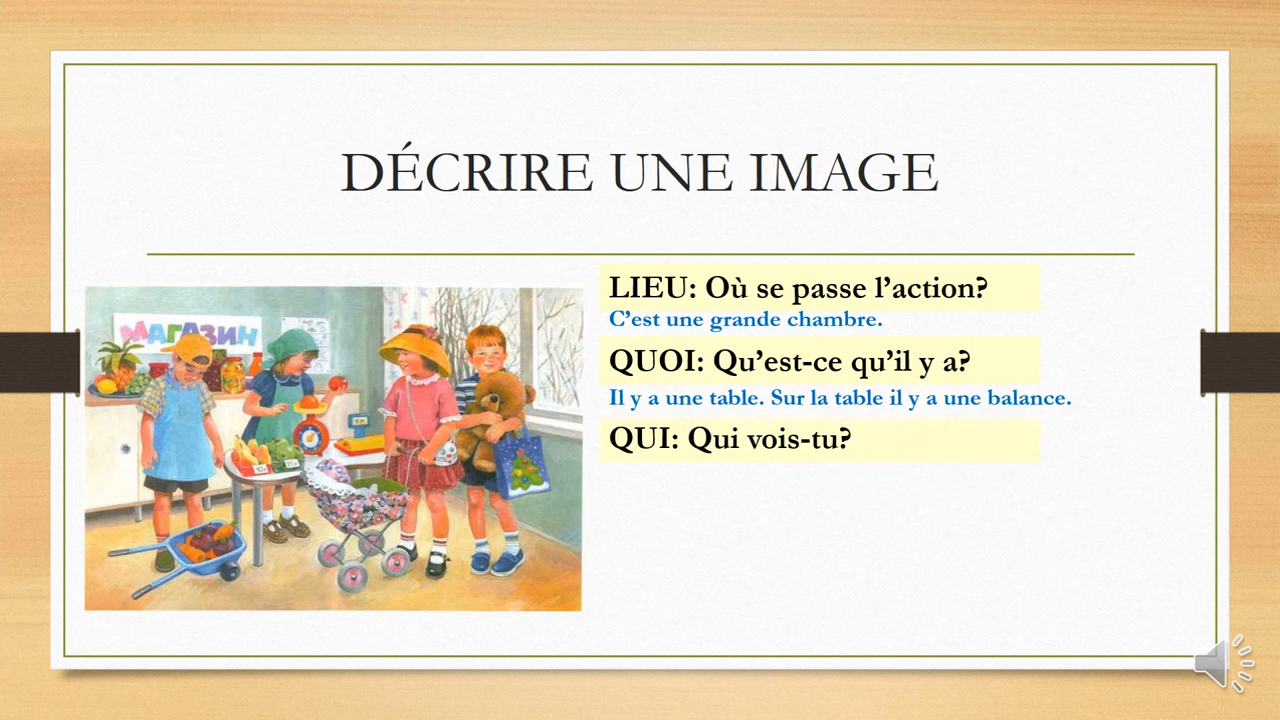 DÉCRIRE UNE IMAGE
МАГАЗИН
LIEU: Où se passe l’action?
C’est une grande chambre.
QUOI: Qu’est-ce qu’il y a?
Il y a une table. Sur la table il y a une balance.
QUI: Qui vois-tu?